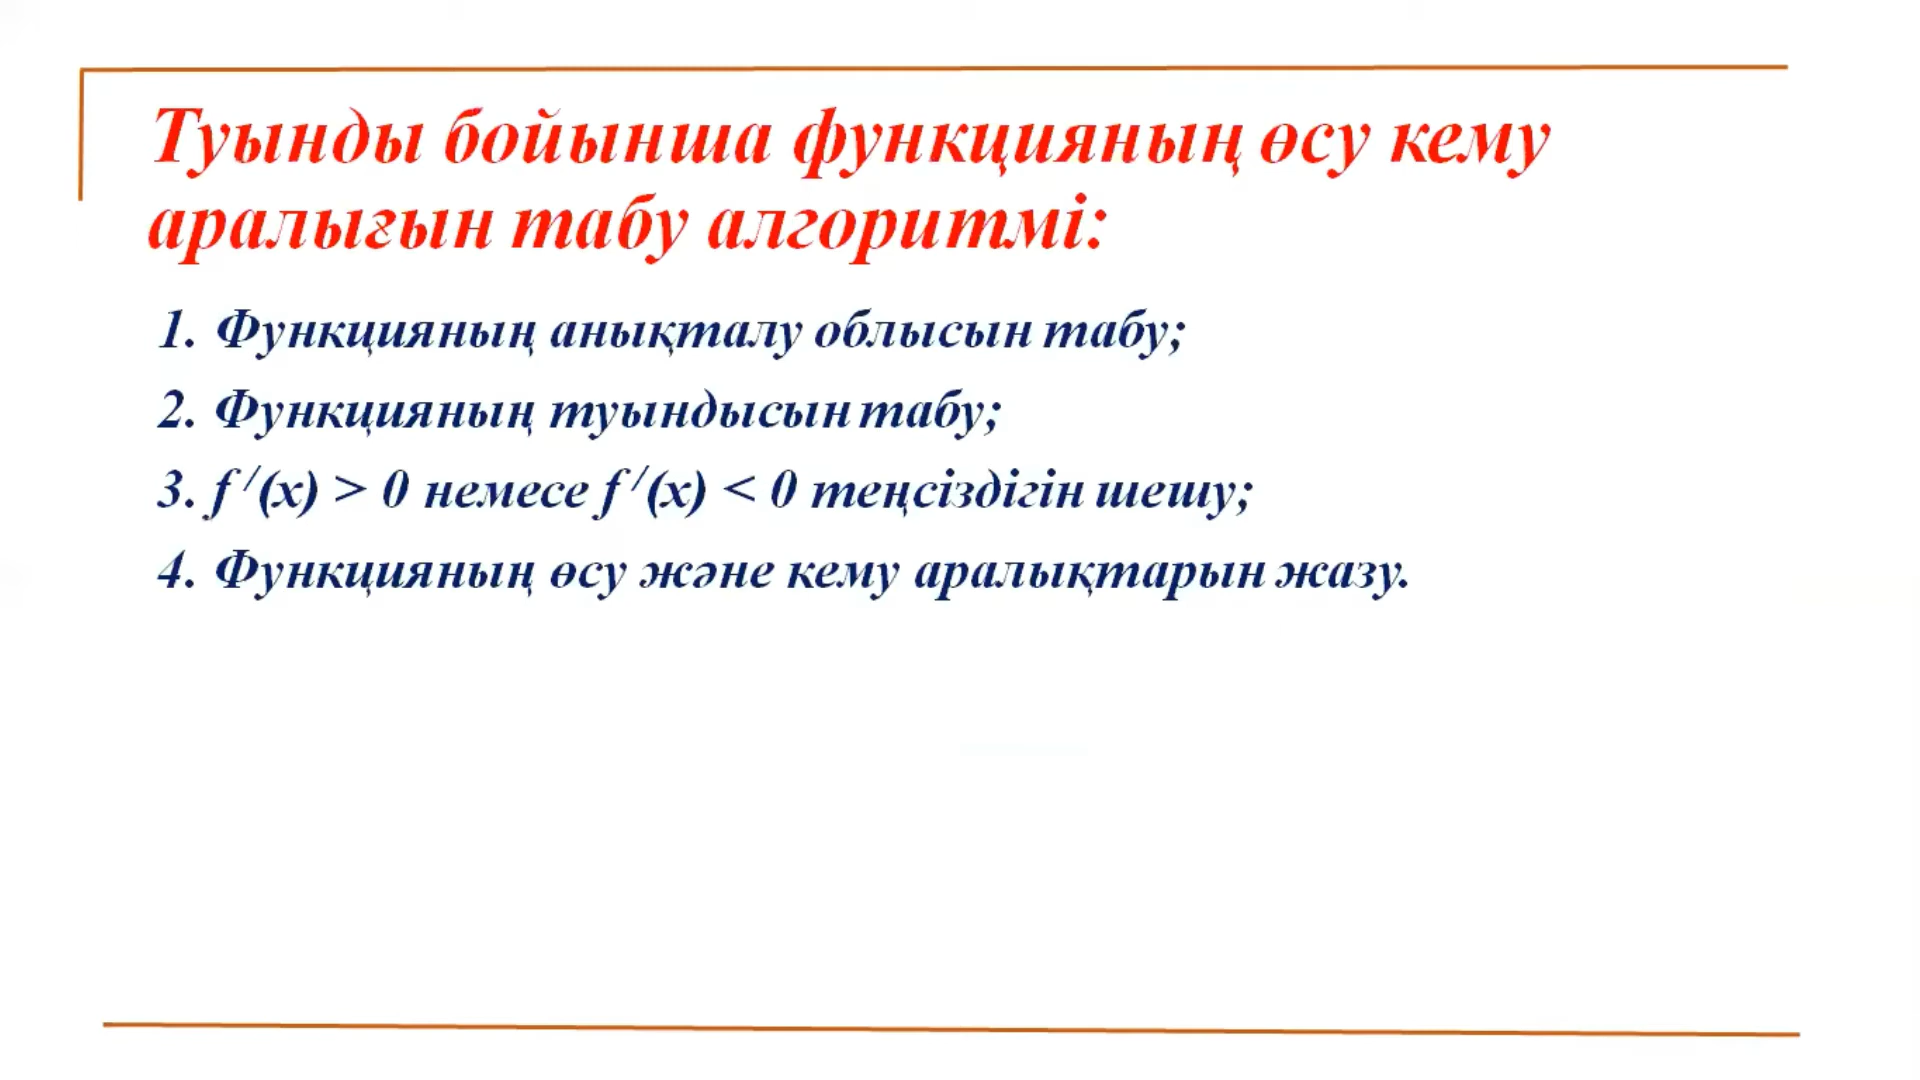 Туынды бойынша функцияның өсу кему
аралығын табу алгоритмі:
1. Функцияның анықталу облысын табу;
2. Функцияның туындысын табу;
3. f ′(x) > 0 немесе f ′(x) < 0 теңсіздігін шешу;
4. Функцияның өсу және кему аралықтарын жазу.